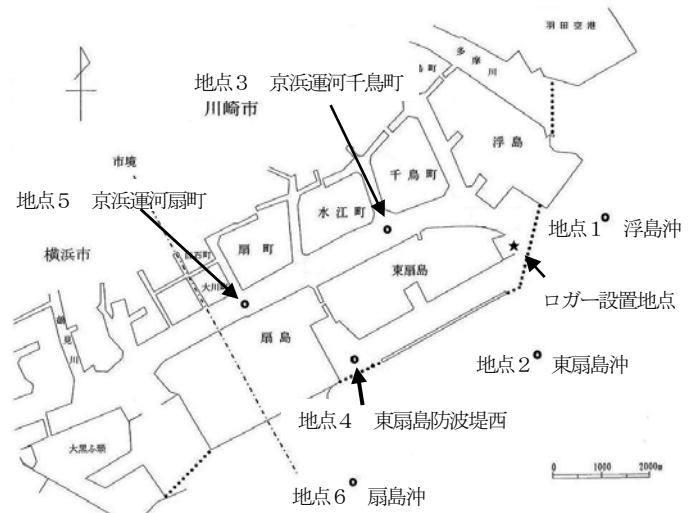 羽田空港
多摩川
地点3 京浜運河千鳥町
町
川崎市
浮島
市境
千鳥町
地点5 京浜運河扇町
水江町
地点1 浮島沖
扇町
横浜市
東扇島
大川町
ロガー設置地点
鶴見川
扇島
地点2 東扇島沖
地点4 東扇島防波堤西
大黒ふ頭
地点6 扇島沖
0 1000 2000m